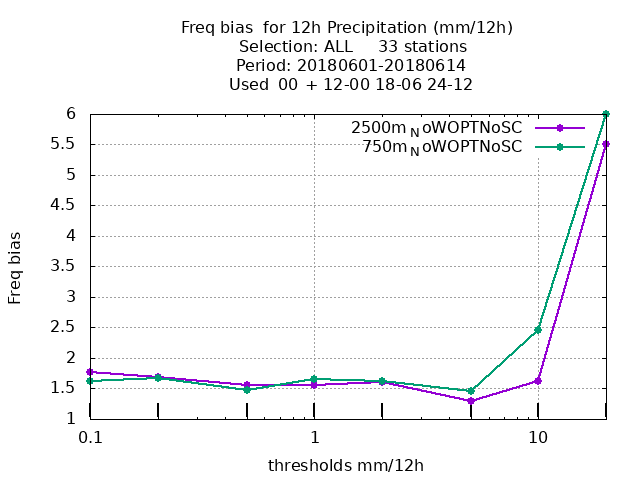 Freq bias  for 12h Precipitation (mm/12h)
Selection: ALL     33 stations
Period: 20180601-20180614
Used  00 + 12-00 18-06 24-12
2500m_NoWOPTNoSC
750m_NoWOPTNoSC
Freq bias
6
5.5
5
4.5
4
3.5
3
2.5
2
1.5
1
0.1 1 10
thresholds mm/12h